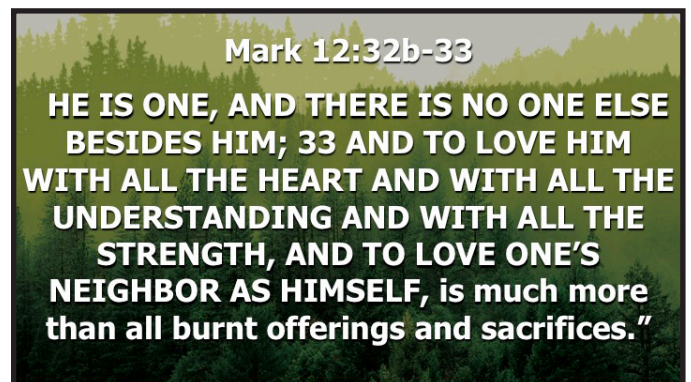 Mark 12:32b-33
HE IS ONE, AND THERE IS NO ONE ELSE
BESIDES HIM; 33 AND TO LOVE HIM
WITH ALL THE HEART AND WITH ALL THE
UNDERSTANDING AND WITH ALL THE
STRENGTH, AND TO LOVE ONE’S
NEIGHBOR AS HIMSELF, is much more
than all burnt offerings and sacrifices.”